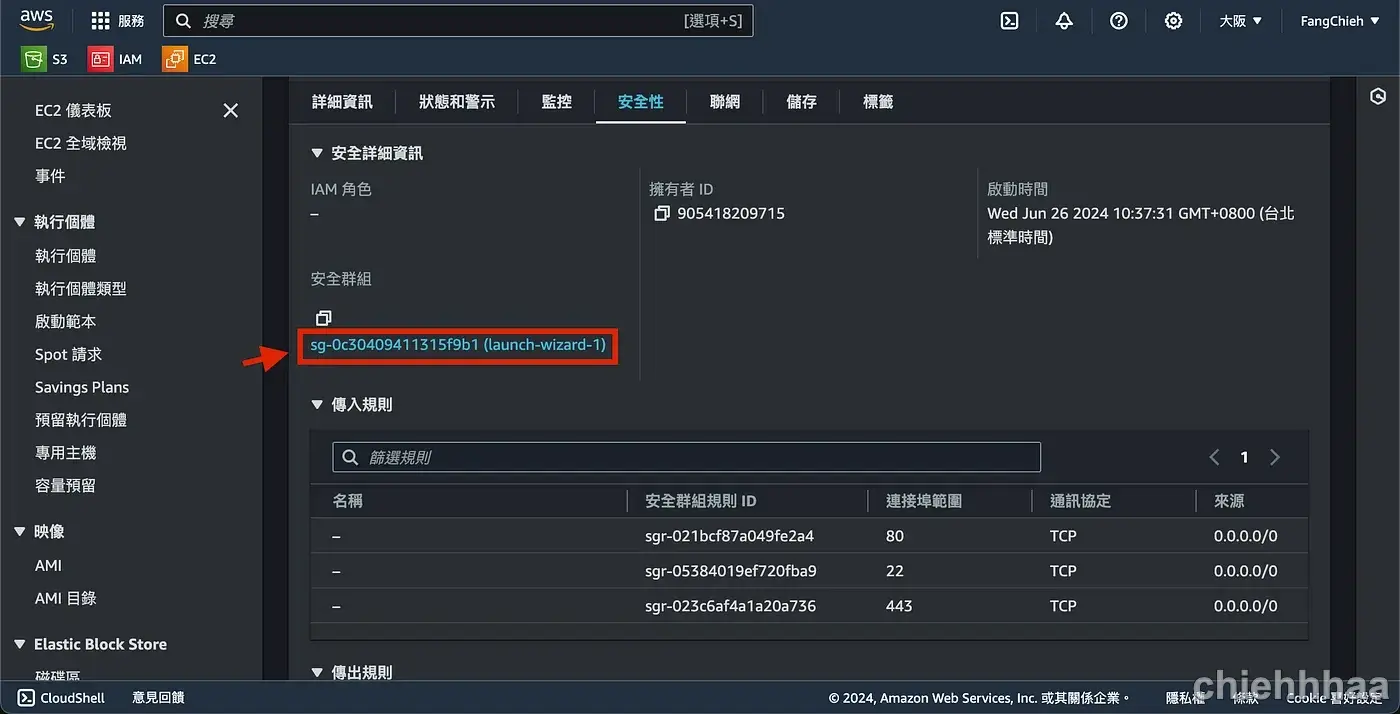 aws
服務
搜尋
[選項+S]
大阪
FangChieh
S3
IAM
EC2
EC2 儀表板
EC2 全域檢視
事件
執行個體
執行個體
執行個體類型
啟動範本
Spot 請求
Savings Plans
預留執行個體
專用主機
容量預留
映像
AMI
AMI 目錄
Elastic Block Store
磁碟區
詳細資訊
狀態和警示
監控
安全性
聯網
儲存
標籤
安全詳細資訊
IAM 角色
–
擁有者 ID
905418209715
啟動時間
Wed Jun 26 2024 10:37:31 GMT+0800 (台北
標準時間)
安全群組
sg-0c30409411315f9b1 (launch-wizard-1)
傳入規則
篩選規則
1
名稱 安全群組規則 ID 連接埠範圍 通訊協定 來源
– sgr-021bcf87a049fe2a4 80 TCP 0.0.0.0/0
– sgr-05384019ef720fba9 22 TCP 0.0.0.0/0
– sgr-023c6af4a1a20a736 443 TCP 0.0.0.0/0
傳出規則
CloudShell
意見回饋
© 2024, Amazon Web Services, Inc. 或其關係企業。
隱私權
條款
Cookie 喜好設定
chiehhhaa